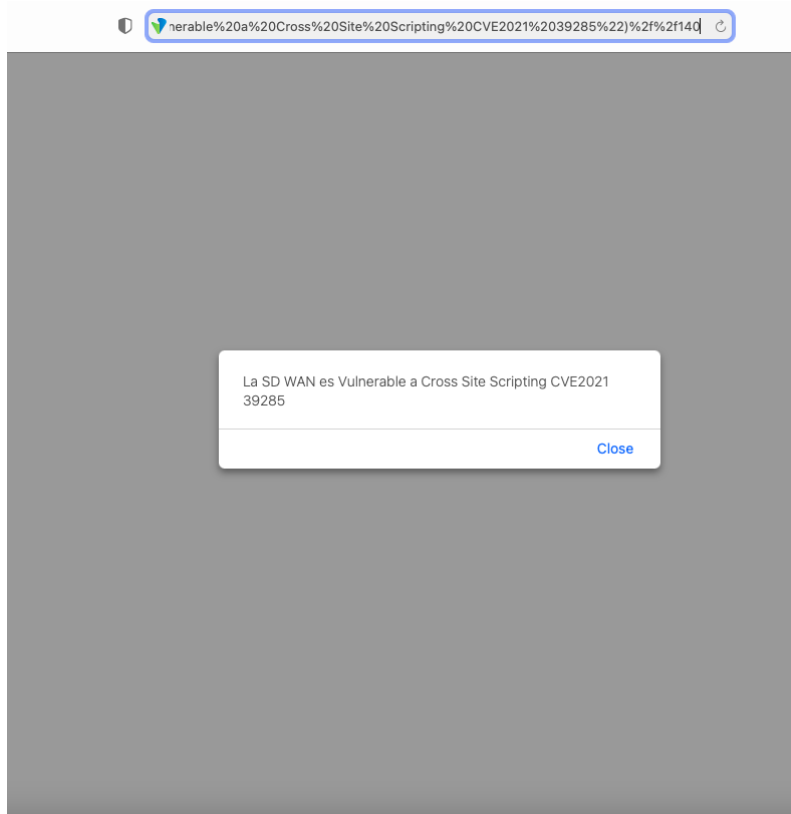 nerable%20a%20Cross%20Site%20Scripting%20CVE2021%2039285%22)%2f%2f140
La SD WAN es Vulnerable a Cross Site Scripting CVE2021
39285
Close